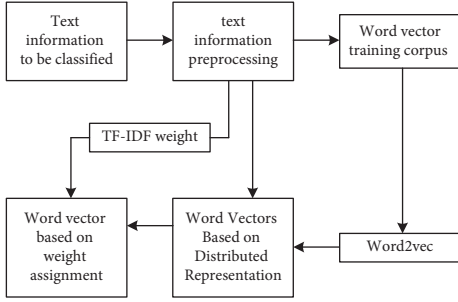 Text
information
to be classified
text
information
preprocessing
Word vector
training corpus
TF-IDF weight
Word vector
based on
weight
assignment
Word Vectors
Based on
Distributed
Representation
Word2vec